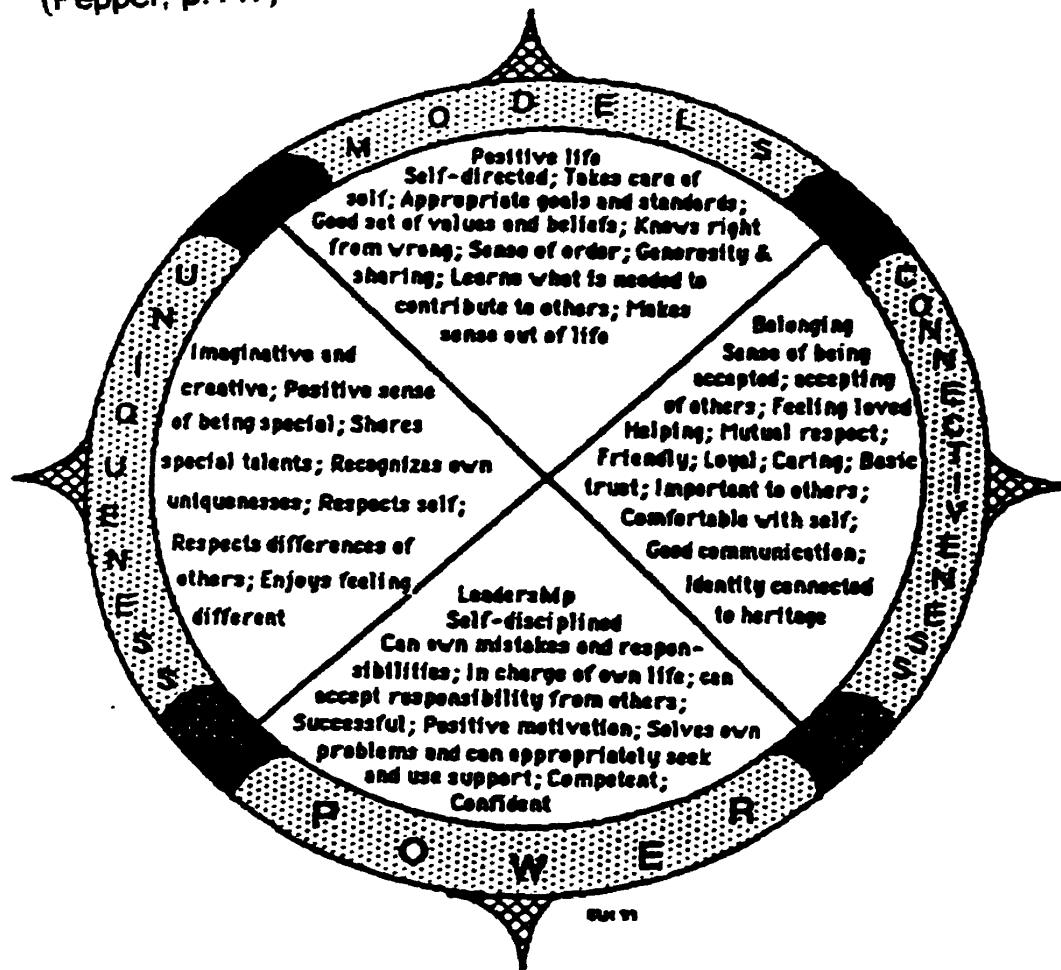 (Pepper, p.
MODELS
Positive life
Self-directed; Takes care of
self; Appropriate goals and standards;
Good set of values and beliefs; Knows right
from wrong; Sense of order; Generosity &
sharing; Learns what is needed to
contribute to others; Makes
sense out of life
UNIQUENESS
Imaginative and
creative; Positive sense
of being special; Shares
special talents; Recognizes own
uniquenesses; Respects self;
Respects differences of
others; Enjoys feeling
different
CONNECTIVENESS
Belonging
Sense of being
accepted; accepting
of others; Feeling loved
Helping; Mutual respect;
Friendly; Loyal; Caring; Basic
trust; Important to others;
Comfortable with self;
Good communication;
Identity connected
to heritage
Leadership
Self-disciplined
Can own mistakes and respon-
sibilities; In charge of own life; can
accept responsibility from others;
Successful; Positive motivation; Solves own
problems and can appropriately seek
and use support; Competent;
Confident
POWER